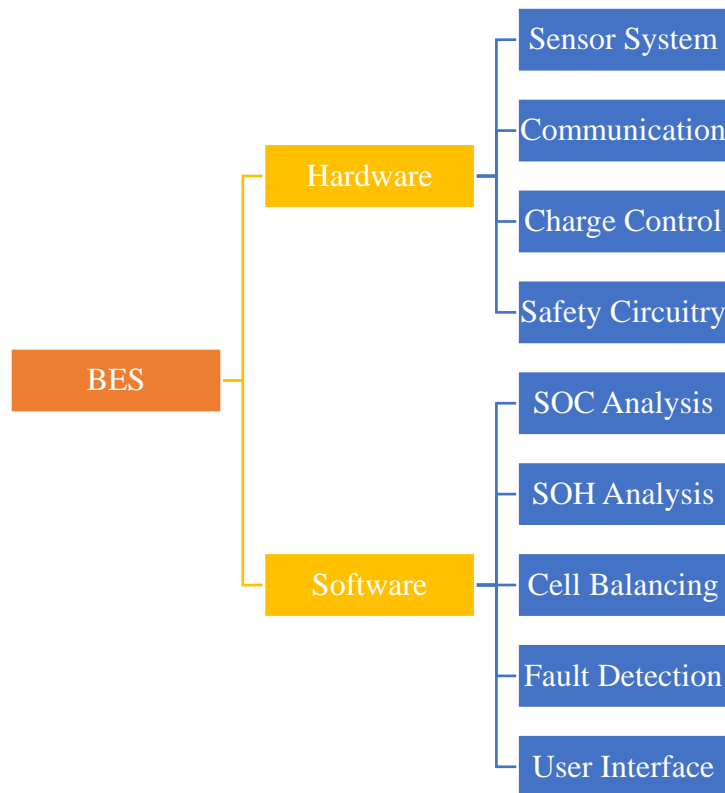 BES
Hardware
Sensor System
Communication
Charge Control
Safety Circuitry
Software
SOC Analysis
SOH Analysis
Cell Balancing
Fault Detection
User Interface